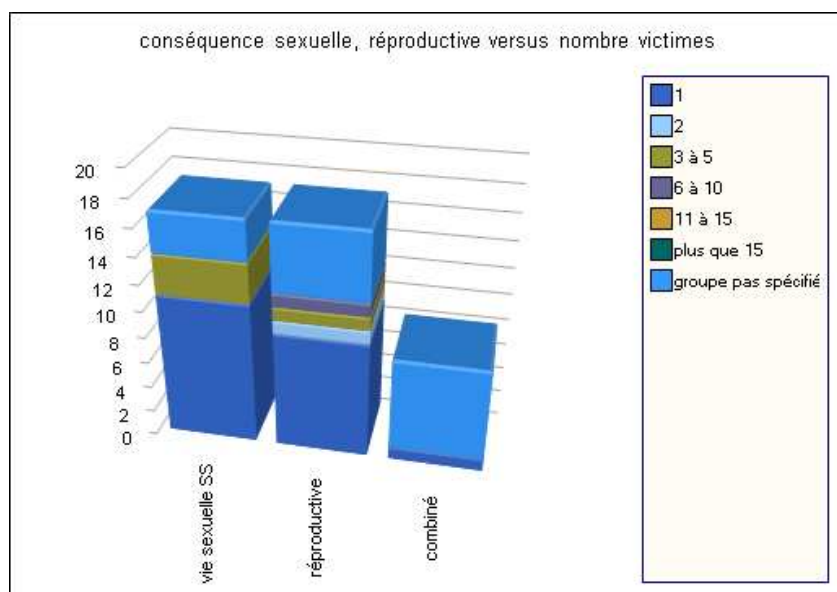 conséquence sexuelle, réproductive versus nombre victimes
20
18
16
14
12
10
8
6
4
2
0
vie sexuelle SS
réproductive
combiné
1
2
3 à 5
6 à 10
11 à 15
plus que 15
groupe pas spécifié